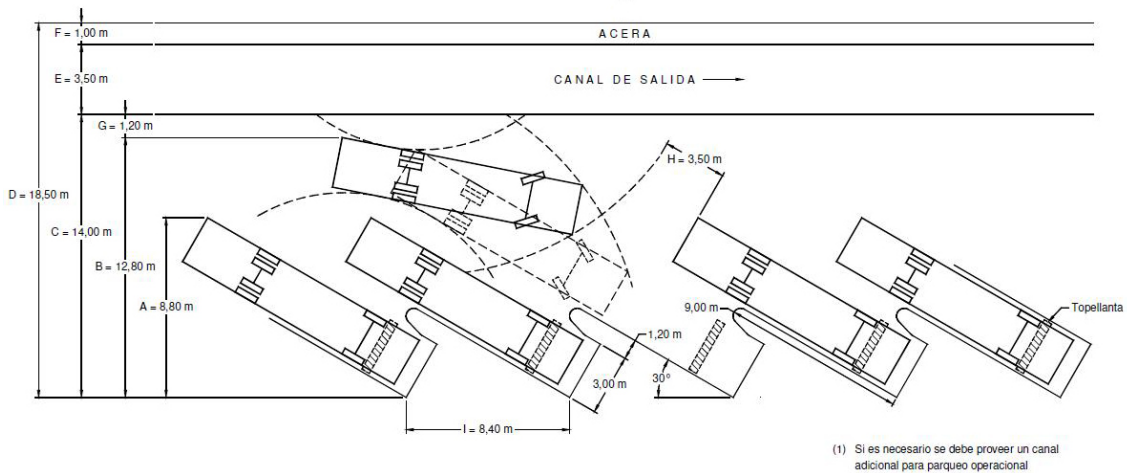 F = 1,00 m
ACERA
E = 3,50 m
CANAL DE SALIDA
G = 1,20 m
H = 3,50 m
D = 18,50 m
C = 14,00 m
B = 12,80 m
A = 8,80 m
9,00 m
Topellanta
1,20 m
3,00 m
30°
I = 8,40 m
(1) Si es necesario se debe proveer un canal
adicional para parqueo operacional